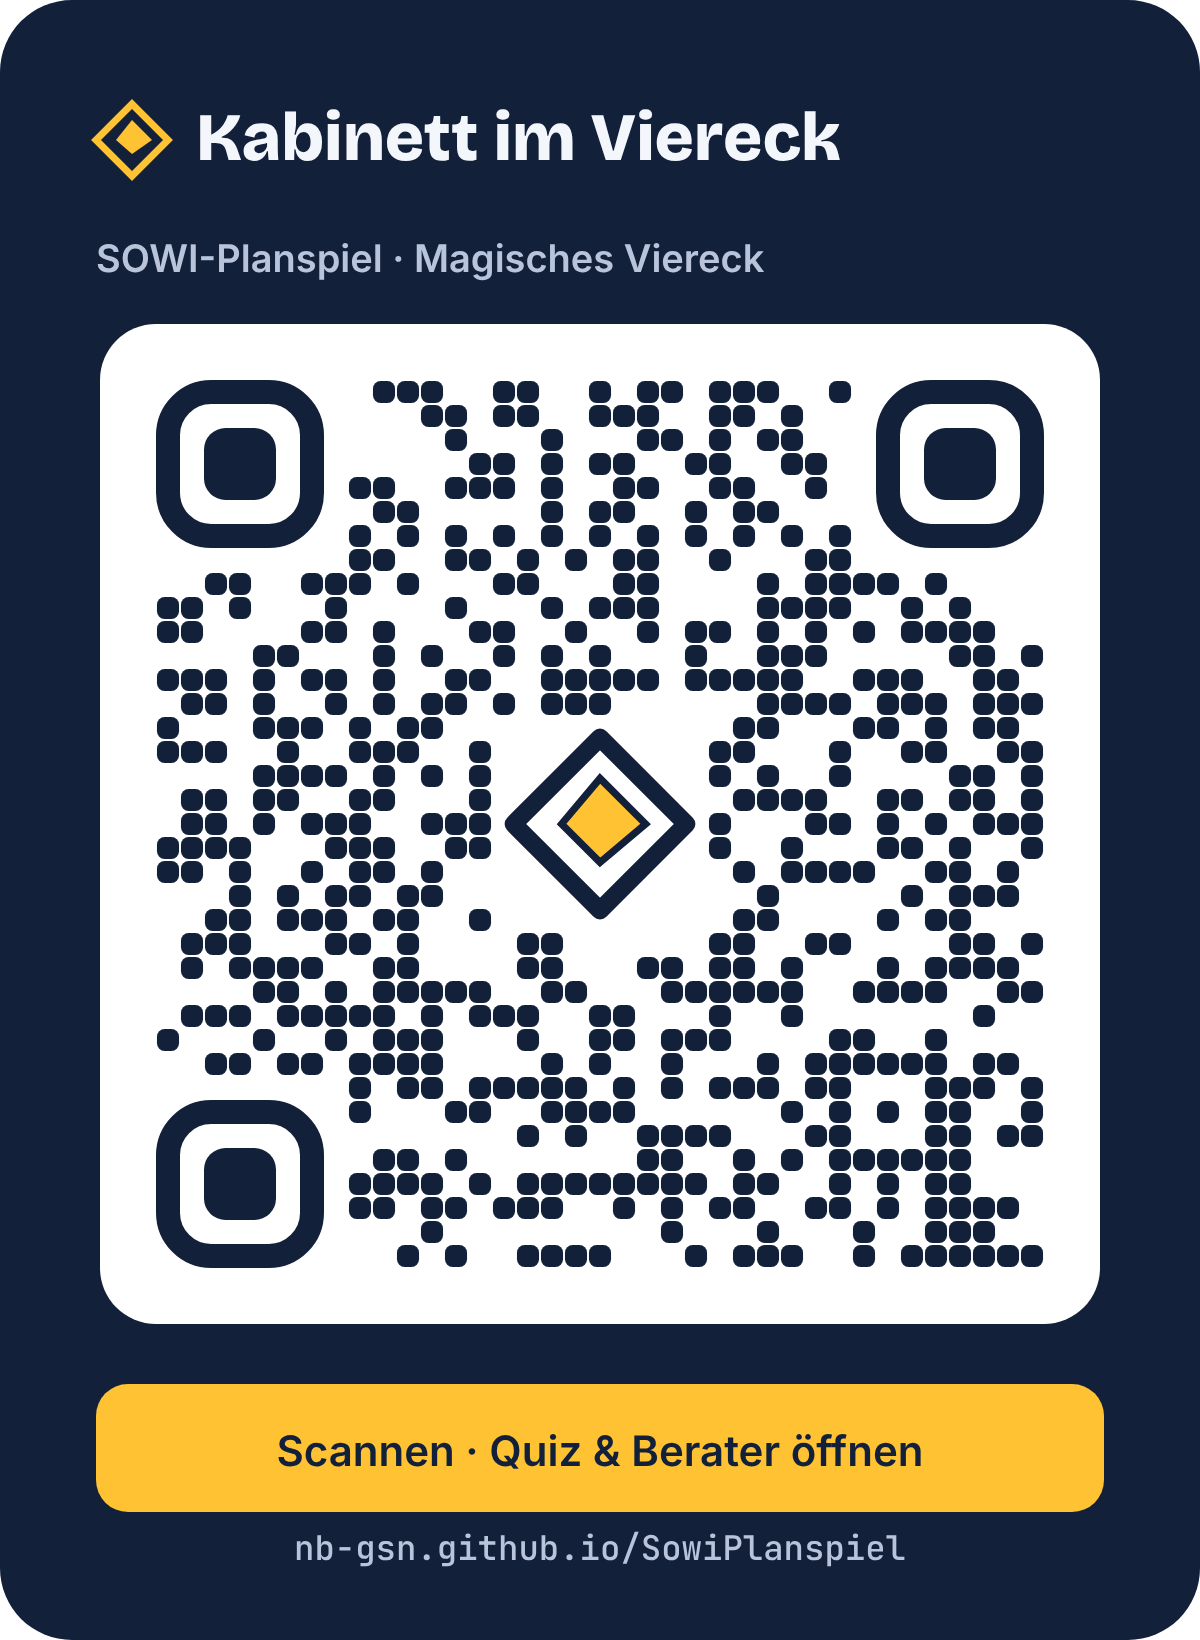 Kabinett im Viereck
SOWI-Planspiel · Magisches Viereck
Scannen · Quiz & Berater öffnen
nb-gsn.github.io/SowiPlanspiel